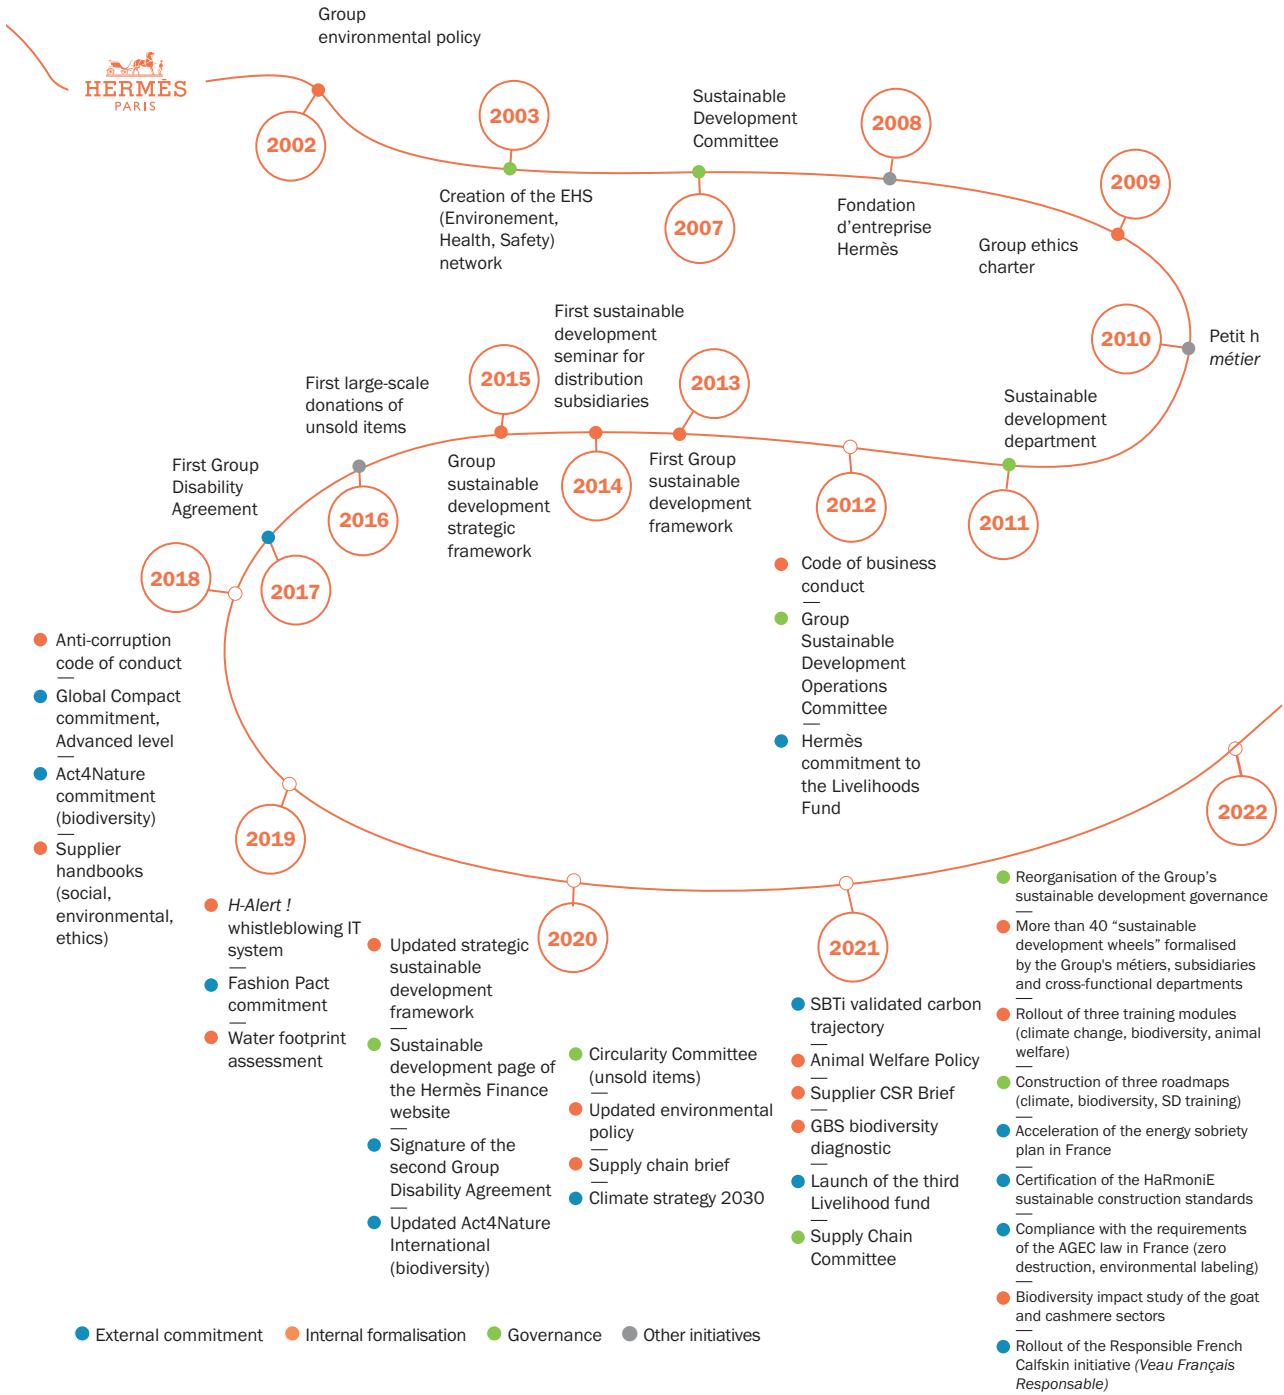 Group
environmental policy
HERMÈS
PARIS
2002
2003
Creation of the EHS
(Environement,
Health, Safety)
network
Sustainable
Development
Committee
2007
2008
Fondation
d’entreprise
Hermès
2009
Group ethics
charter
2010
Petit h
métier
Sustainable
development
department
2011
2012
Code of business
conduct
Group
Sustainable
Development
Operations
Committee
Hermès
commitment to
the Livelihoods
Fund
2013
First Group
sustainable
development
framework
First sustainable
development
seminar for
distribution
subsidiaries
2014
2015
Group
sustainable
development
strategic
framework
First large-scale
donations of
unsold items
2016
First Group
Disability
Agreement
2017
2018
Anti-corruption
code of conduct
Global Compact
commitment,
Advanced level
Act4Nature
commitment
(biodiversity)
Supplier
handbooks
(social,
environmental,
ethics)
2019
H-Alert !
whistleblowing IT
system
Fashion Pact
commitment
Water footprint
assessment
2020
Updated strategic
sustainable
development
framework
Sustainable
development page of
the Hermès Finance
website
Signature of the
second Group
Disability Agreement
Updated Act4Nature
International
(biodiversity)
Circularity Committee
(unsold items)
Updated environmental
policy
Supply chain brief
Climate strategy 2030
2021
SBTi validated carbon
trajectory
Animal Welfare Policy
Supplier CSR Brief
GBS biodiversity
diagnostic
Launch of the third
Livelihood fund
Supply Chain
Committee
2022
Reorganisation of the Group’s
sustainable development governance
More than 40 “sustainable
development wheels” formalised
by the Group's métiers, subsidiaries
and cross-functional departments
Rollout of three training modules
(climate change, biodiversity, animal
welfare)
Construction of three roadmaps
(climate, biodiversity, SD training)
Acceleration of the energy sobriety
plan in France
Certification of the HaRmoniE
sustainable construction standards
Compliance with the requirements
of the AGEC law in France (zero
destruction, environmental labeling)
Biodiversity impact study of the goat
and cashmere sectors
Rollout of the Responsible French
Calfskin initiative (Veau Français
Responsable)
External commitment
Internal formalisation
Governance
Other initiatives